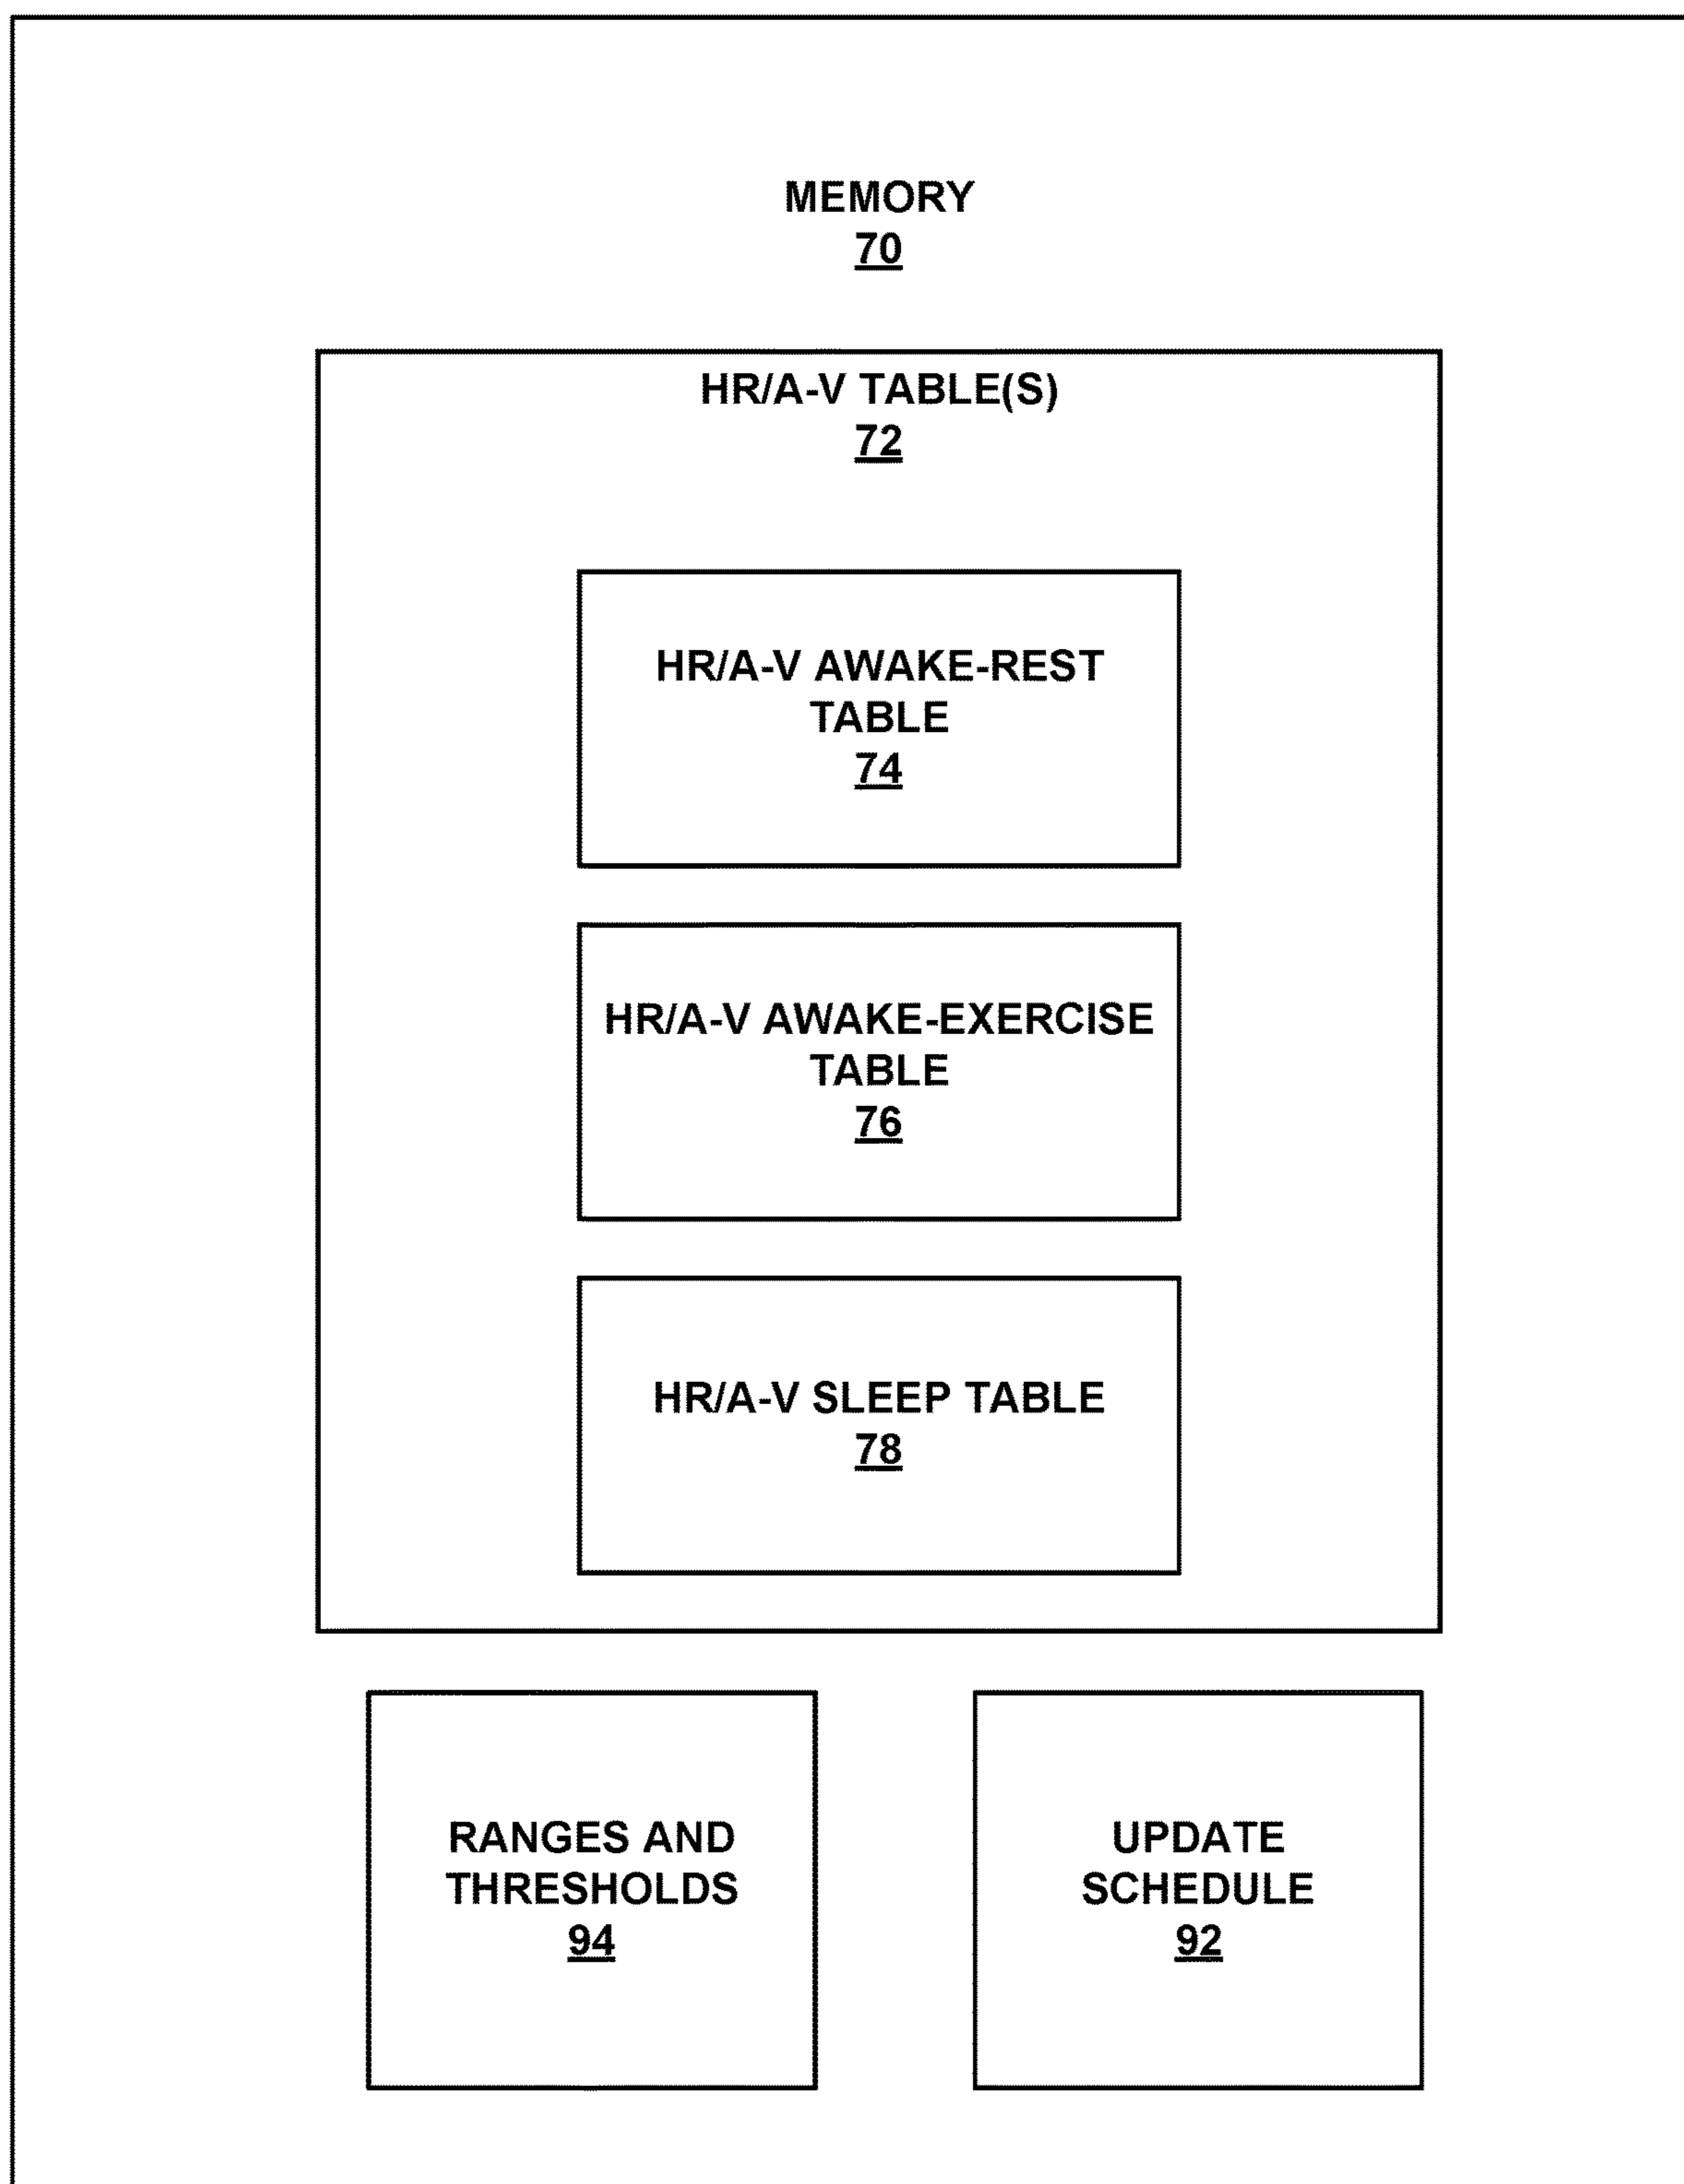 MEMORY
70
HR/A-V TABLE(S)
72
HR/A-V AWAKE-REST
TABLE
74
HR/A-V AWAKE-EXERCISE
TABLE
76
HR/A-V SLEEP TABLE
78
RANGES AND
THRESHOLDS
94
UPDATE
SCHEDULE
92